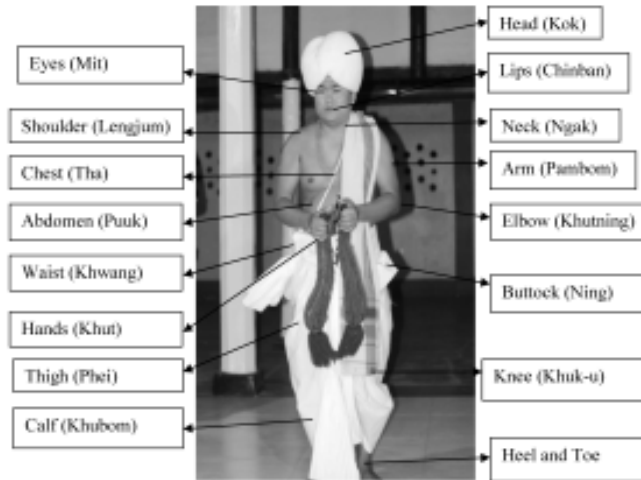 Head (Kok)
Eyes (Mit)
Lips (Chinban)
Shoulder (Lengjum)
Neck (Ngak)
Chest (Tha)
Arm (Pambom)
Abdomen (Puuk)
Elbow (Khutning)
Waist (Khwang)
Buttock (Ning)
Hands (Khut)
Thigh (Phei)
Knee (Khuk-u)
Calf (Khubom)
Heel and Toe